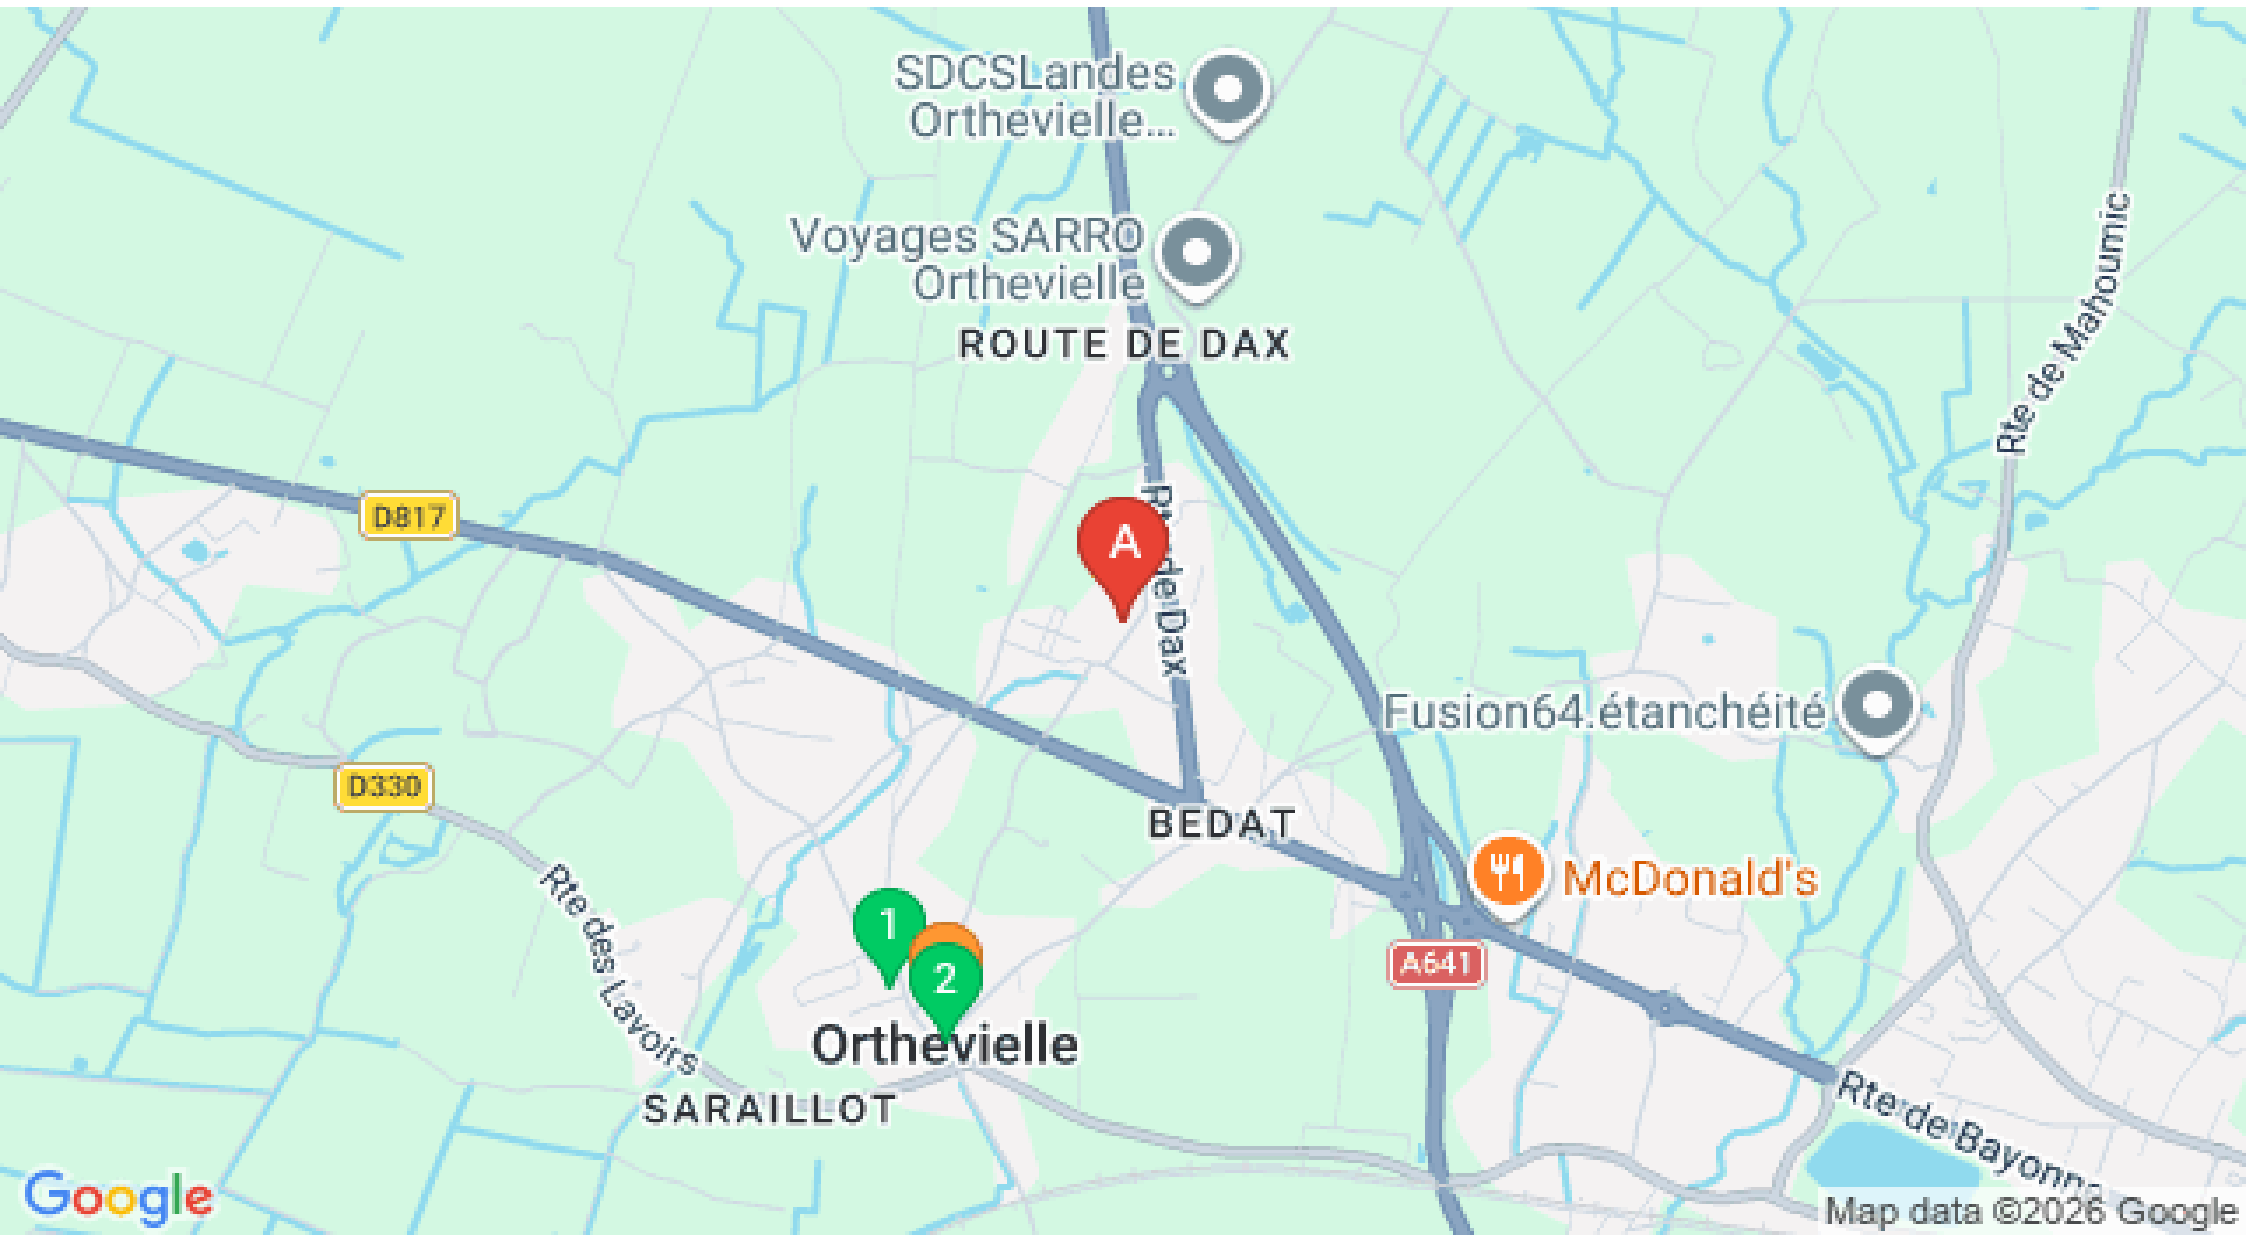 SDCSLandes
Orthevielle...
Voyages SARRO
Orthevielle
ROUTE DE DAX
Rte de Mahoumic
D817
A
Rte de Dax
Fusion64.étanchéité
D330
BEDAT
McDonald's
Rte des Lavoirs
1
2
A641
Orthevielle
SARAILLOT
Rte de Bayonne
Google
Map data ©2026 Google